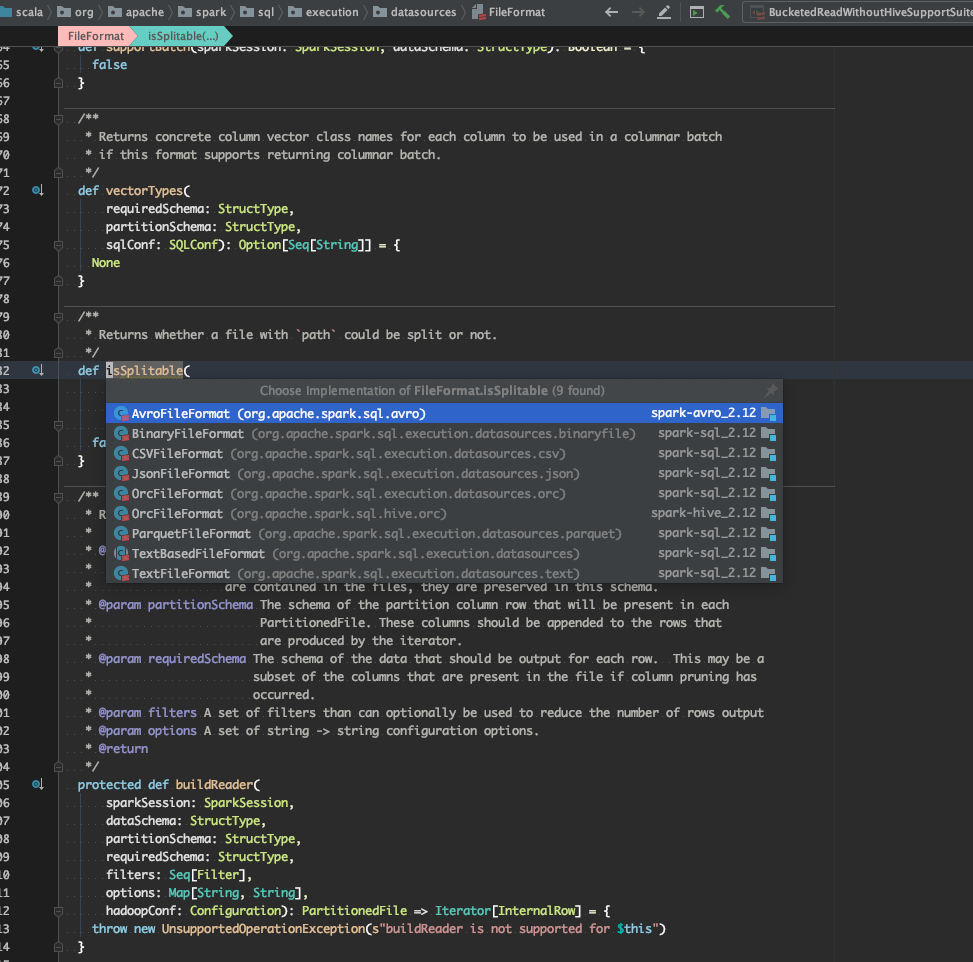 scala org apache spark sql execution datasources FileFormat BucketedReadWithoutHiveSupportSuite
FileFormat isSplitable(...)
def supportBatch(sparkSession: SparkSession, dataSchema: StructType): Boolean = {
65 false
66 }
67
68 /**
69 * Returns concrete column vector class names for each column to be used in a columnar batch
70 * if this format supports returning columnar batch.
71 */
72 def vectorTypes(
73 requiredSchema: StructType,
74 partitionSchema: StructType,
75 sqlConf: SQLConf): Option[Seq[String]] = {
76 None
77 }
78
79 /**
80 * Returns whether a file with `path` could be split or not.
81 */
82 def isSplitable(
83 Choose Implementation of FileFormat.isSplitable (9 found)
84 AvroFileFormat (org.apache.spark.sql.avro) spark-avro_2.12
85 BinaryFileFormat (org.apache.spark.sql.execution.datasources.binaryfile) spark-sql_2.12
86 fa
CSVFileFormat (org.apache.spark.sql.execution.datasources.csv) spark-sql_2.12
87 }
JsonFileFormat (org.apache.spark.sql.execution.datasources.json) spark-sql_2.12
88
OrcFileFormat (org.apache.spark.sql.execution.datasources.orc) spark-sql_2.12
89 /**
90 * R
OrcFileFormat (org.apache.spark.sql.hive.orc) spark-hive_2.12
91 *
ParquetFileFormat (org.apache.spark.sql.execution.datasources.parquet) spark-sql_2.12
92 * @
TextBasedFileFormat (org.apache.spark.sql.execution.datasources) spark-sql_2.12
93 *
TextFileFormat (org.apache.spark.sql.execution.datasources.text) spark-sql_2.12
94 * are contained in the files, they are preserved in this schema.
95 * @param partitionSchema The schema of the partition column row that will be present in each
96 * PartitionedFile. These columns should be appended to the rows that
97 * are produced by the iterator.
98 * @param requiredSchema The schema of the data that should be output for each row. This may be a
99 * subset of the columns that are present in the file if column pruning has
00 * occurred.
01 * @param filters A set of filters than can optionally be used to reduce the number of rows output
02 * @param options A set of string -> string configuration options.
03 * @return
04 */
05 protected def buildReader(
06 sparkSession: SparkSession,
07 dataSchema: StructType,
08 partitionSchema: StructType,
09 requiredSchema: StructType,
10 filters: Seq[Filter],
11 options: Map[String, String],
12 hadoopConf: Configuration): PartitionedFile => Iterator[InternalRow] = {
13 throw new UnsupportedOperationException(s"buildReader is not supported for $this")
14 }